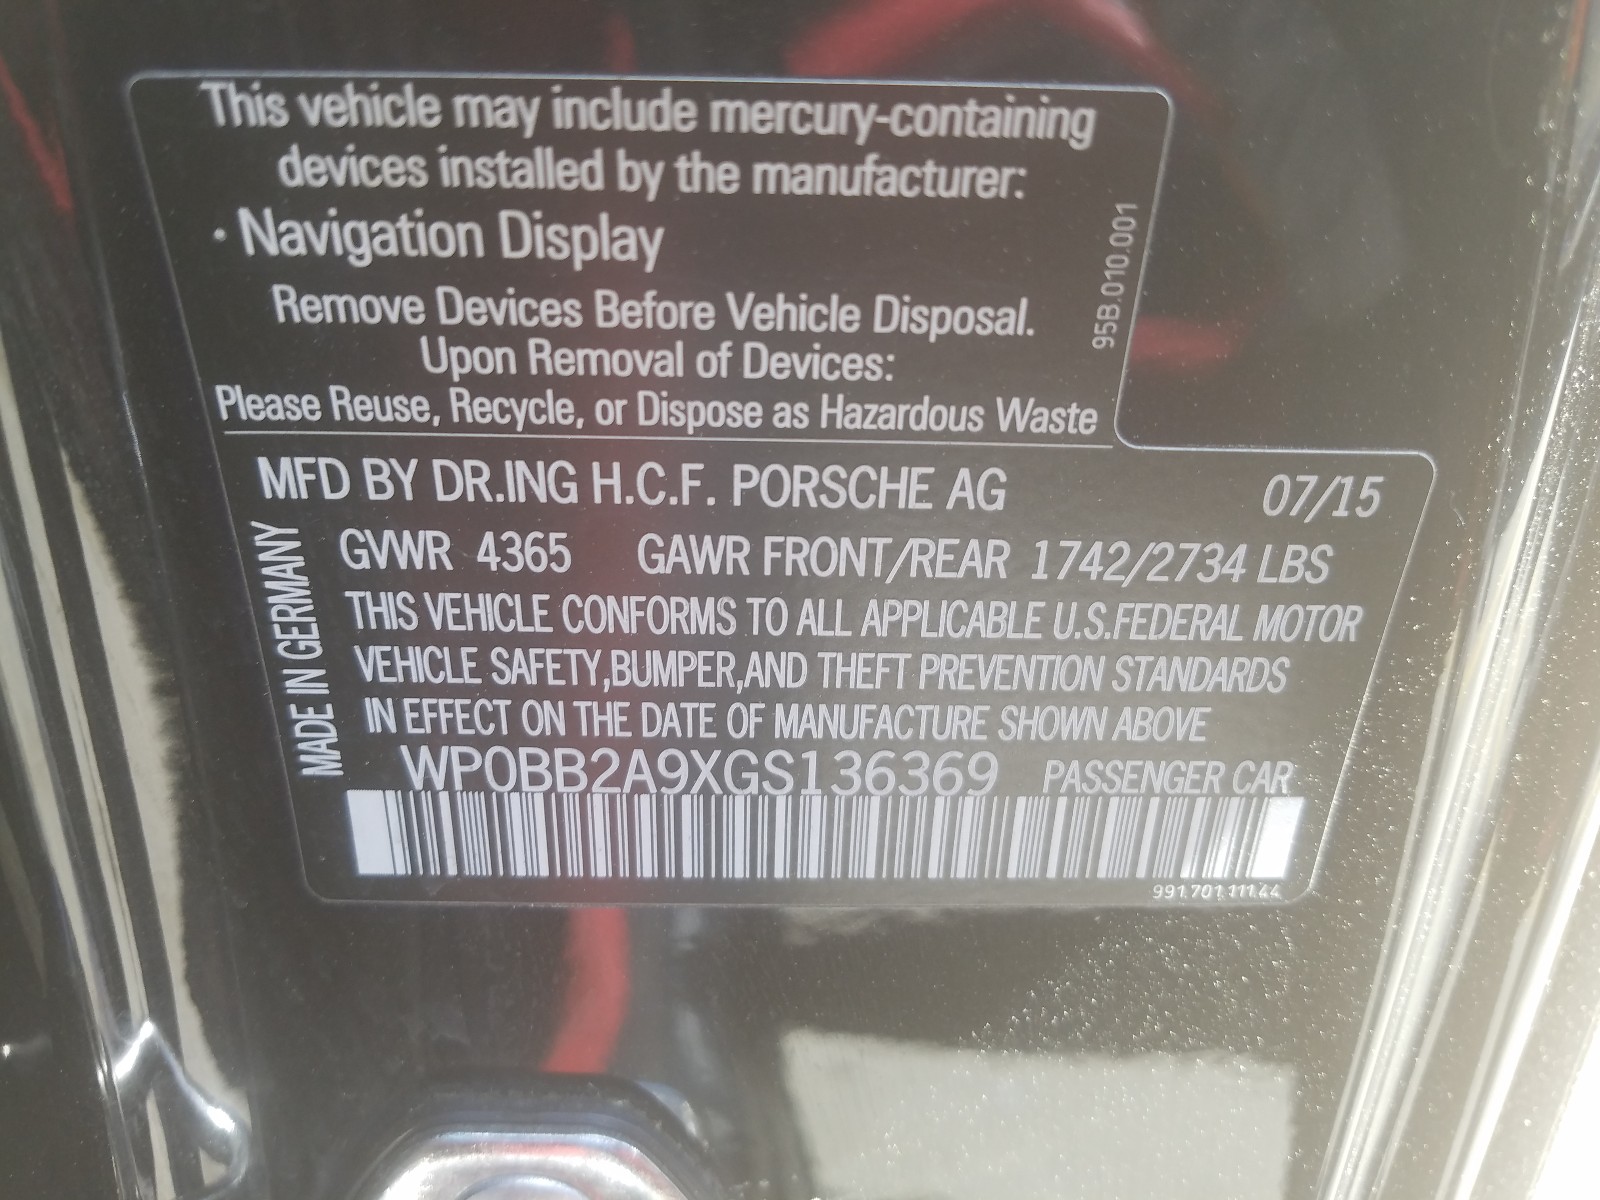 This vehicle may include mercury-containing
devices installed by the manufacturer:
· Navigation Display
Remove Devices Before Vehicle Disposal.
Upon Removal of Devices:
Please Reuse, Recycle, or Dispose as Hazardous Waste
95B.010.001
MFD BY DR.ING H.C.F. PORSCHE AG 07/15
GVWR 4365 GAWR FRONT/REAR 1742/2734 LBS
THIS VEHICLE CONFORMS TO ALL APPLICABLE U.S.FEDERAL MOTOR
VEHICLE SAFETY,BUMPER,AND THEFT PREVENTION STANDARDS
IN EFFECT ON THE DATE OF MANUFACTURE SHOWN ABOVE
WP0BB2A9XGS136369 PASSENGER CAR
MADE IN GERMANY
991.701.111.44